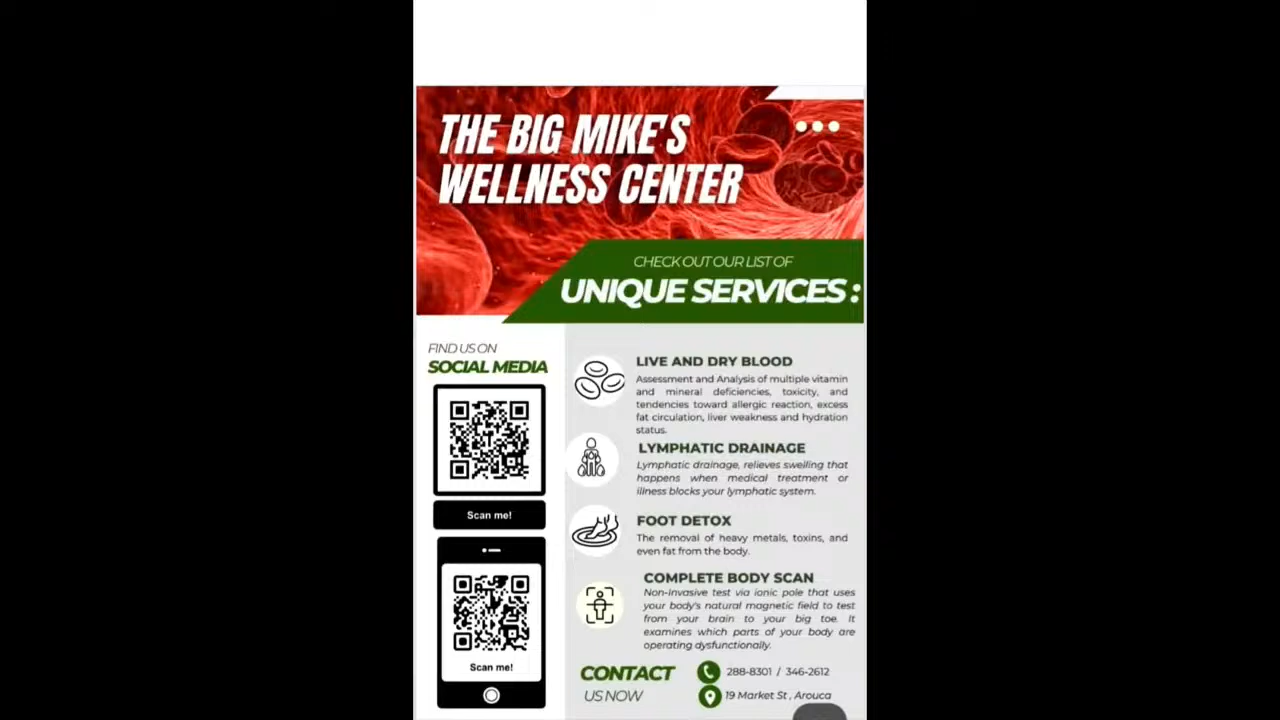 THE BIG MIKE'S
WELLNESS CENTER
CHECK OUT OUR LIST OF
UNIQUE SERVICES :
FIND US ON
SOCIAL MEDIA
Scan me!
Scan me!
LIVE AND DRY BLOOD
Assessment and Analysis of multiple vitamin
and mineral deficiencies, toxicity, and
tendencies toward allergic reaction, excess
fat circulation, liver weakness and hydration
status.
LYMPHATIC DRAINAGE
Lymphatic drainage, relieves swelling that
happens when medical treatment or
illness blocks your lymphatic system.
FOOT DETOX
The removal of heavy metals, toxins, and
even fat from the body.
COMPLETE BODY SCAN
Non-Invasive test via ionic pole that uses
your body's natural magnetic field to test
from your brain to your big toe. It
examines which parts of your body are
operating dysfunctionally.
CONTACT
US NOW
288-8301 / 346-2612
19 Market St , Arouca